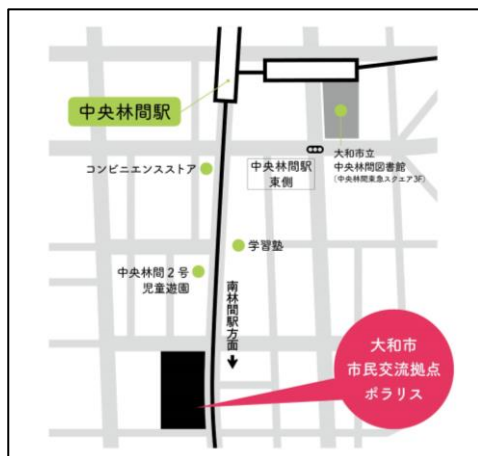 中央林間駅
コンビニエンスストア
中央林間駅
東側
大和市立
中央林間図書館
(中央林間東急スクエア3F)
学習塾
中央林間2号
児童遊園
南林間駅方面
大和市
市民交流拠点
ポラリス